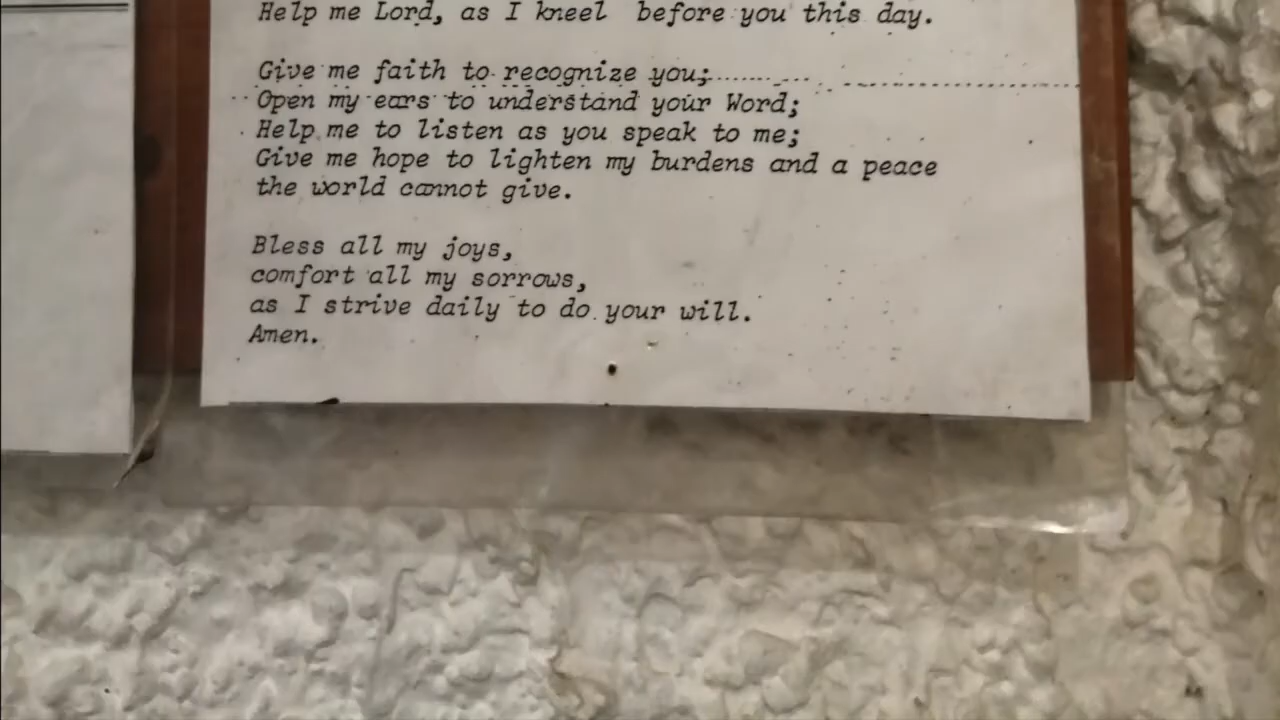 Help me Lord, as I kneel before you this day.
Give me faith to recognize you;
Open my ears to understand your Word;
Help me to listen as you speak to me;
Give me hope to lighten my burdens and a peace
the world cannot give.
Bless all my joys,
comfort all my sorrows,
as I strive daily to do your will.
Amen.